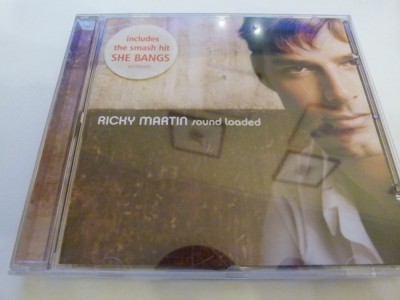 includes
the smash hit
SHE BANGS
RICKY MARTIN sound loaded